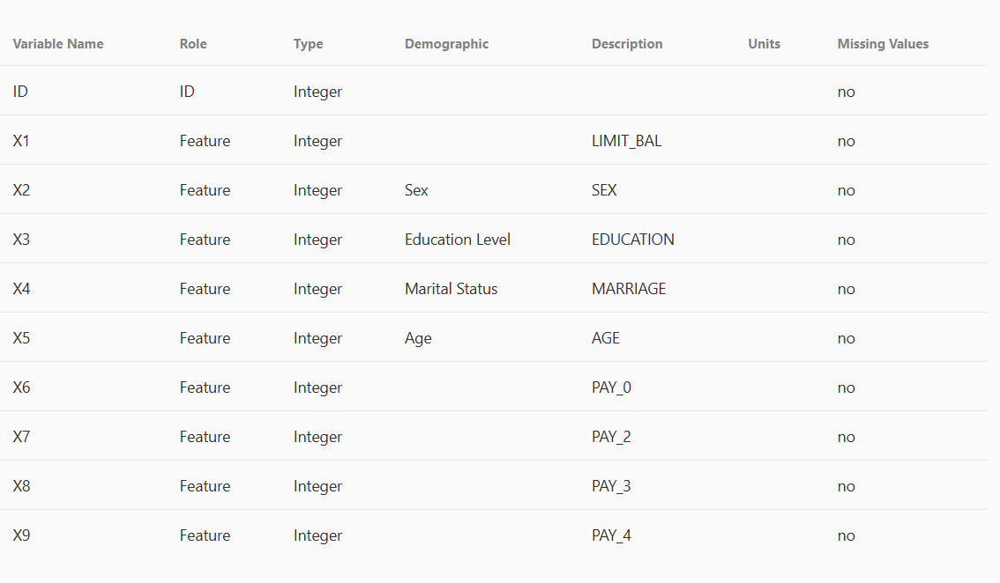 Variable Name Role Type Demographic Description Units Missing Values
ID ID Integer no
X1 Feature Integer LIMIT_BAL no
X2 Feature Integer Sex SEX no
X3 Feature Integer Education Level EDUCATION no
X4 Feature Integer Marital Status MARRIAGE no
X5 Feature Integer Age AGE no
X6 Feature Integer PAY_0 no
X7 Feature Integer PAY_2 no
X8 Feature Integer PAY_3 no
X9 Feature Integer PAY_4 no